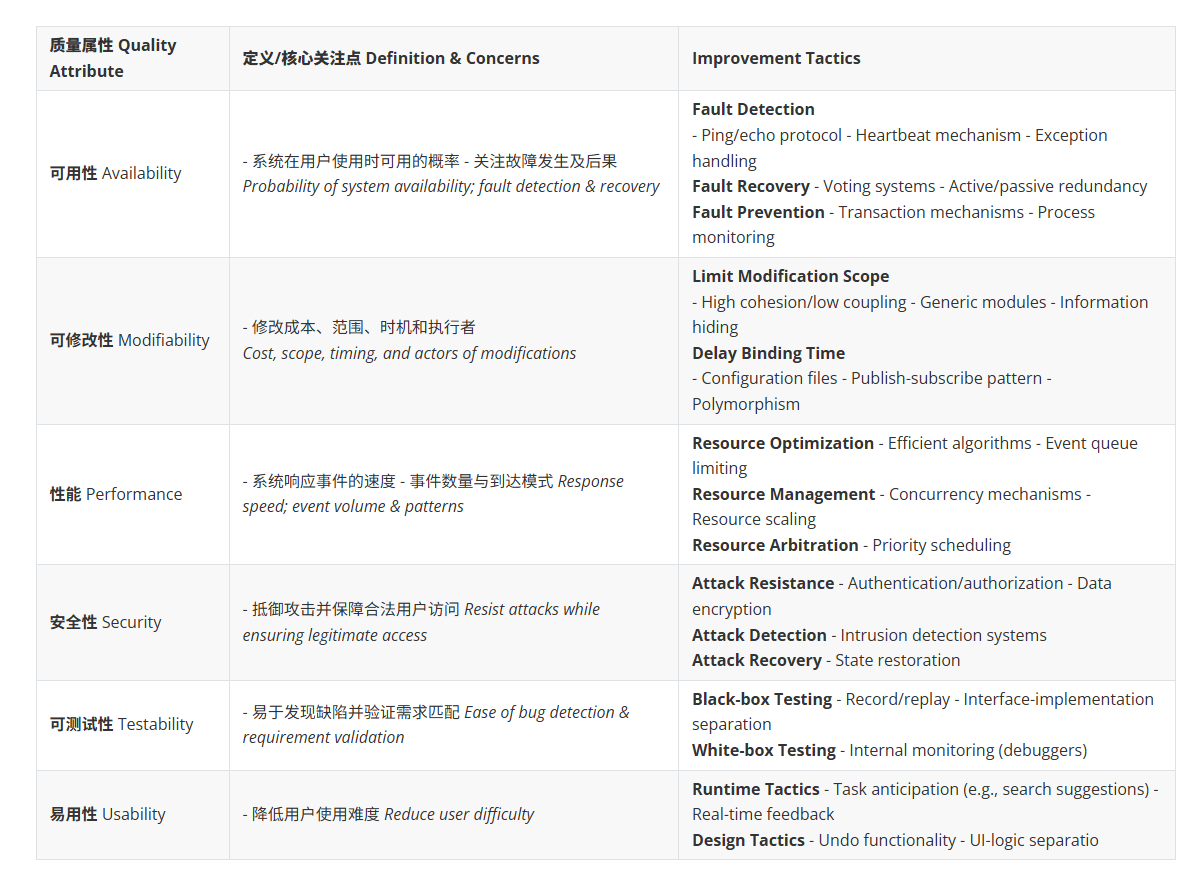 质量属性 Quality
Attribute
定义/核心关注点 Definition & Concerns
Improvement Tactics
可用性 Availability
- 系统在用户使用时可用的概率 - 关注故障发生及后果
Probability of system availability; fault detection & recovery
Fault Detection
- Ping/echo protocol - Heartbeat mechanism - Exception
handling
Fault Recovery - Voting systems - Active/passive redundancy
Fault Prevention - Transaction mechanisms - Process
monitoring
可修改性 Modifiability
- 修改成本、范围、时机和执行者
Cost, scope, timing, and actors of modifications
Limit Modification Scope
- High cohesion/low coupling - Generic modules - Information
hiding
Delay Binding Time
- Configuration files - Publish-subscribe pattern -
Polymorphism
性能 Performance
- 系统响应事件的速度 - 事件数量与到达模式 Response
speed; event volume & patterns
Resource Optimization - Efficient algorithms - Event queue
limiting
Resource Management - Concurrency mechanisms -
Resource scaling
Resource Arbitration - Priority scheduling
安全性 Security
- 抵御攻击并保障合法用户访问 Resist attacks while
ensuring legitimate access
Attack Resistance - Authentication/authorization - Data
encryption
Attack Detection - Intrusion detection systems
Attack Recovery - State restoration
可测试性 Testability
- 易于发现缺陷并验证需求匹配 Ease of bug detection &
requirement validation
Black-box Testing - Record/replay - Interface-implementation
separation
White-box Testing - Internal monitoring (debuggers)
易用性 Usability
- 降低用户使用难度 Reduce user difficulty
Runtime Tactics - Task anticipation (e.g., search suggestions) -
Real-time feedback
Design Tactics - Undo functionality - UI-logic separatio